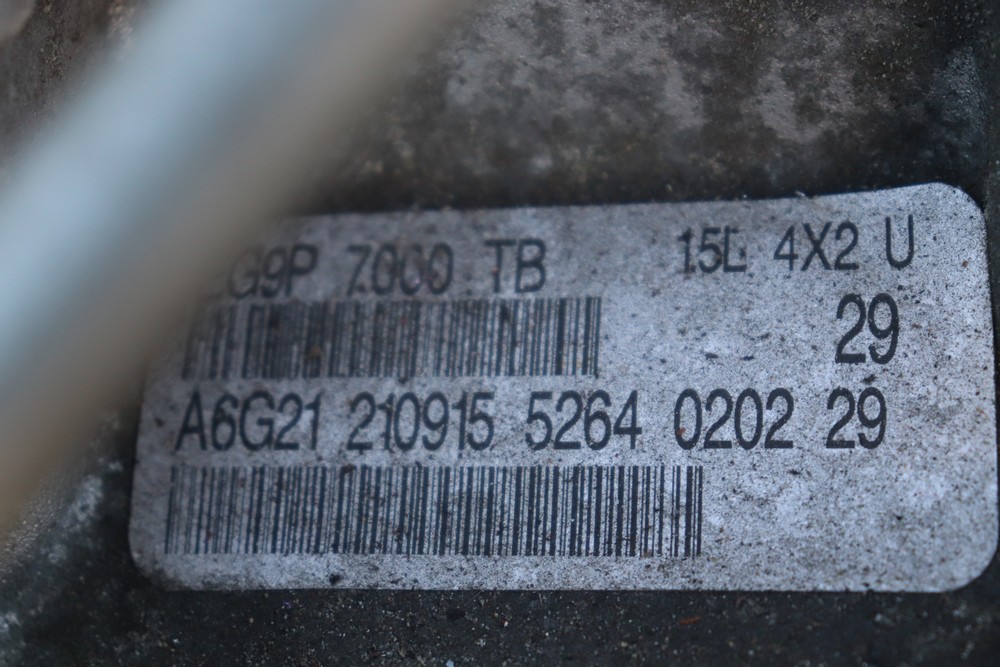 G9P 7000 TB 15L 4X2 U
29
A6G21 210915 5264 0202 29